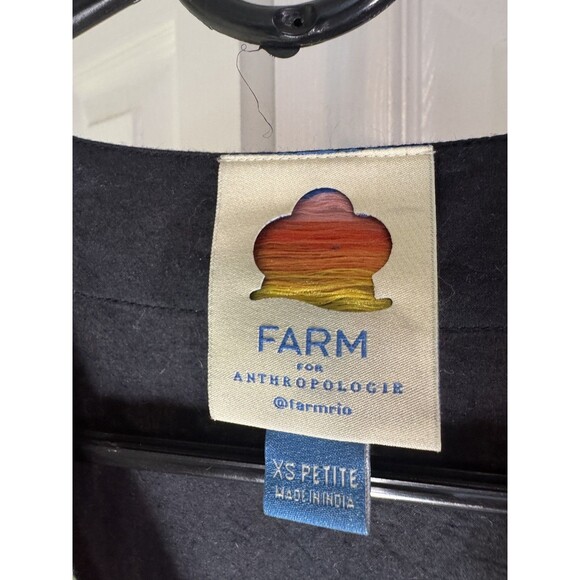 FARM
FOR
ANTHROPOLOGIE
@farmrio
XS PETITE
MADE IN INDIA